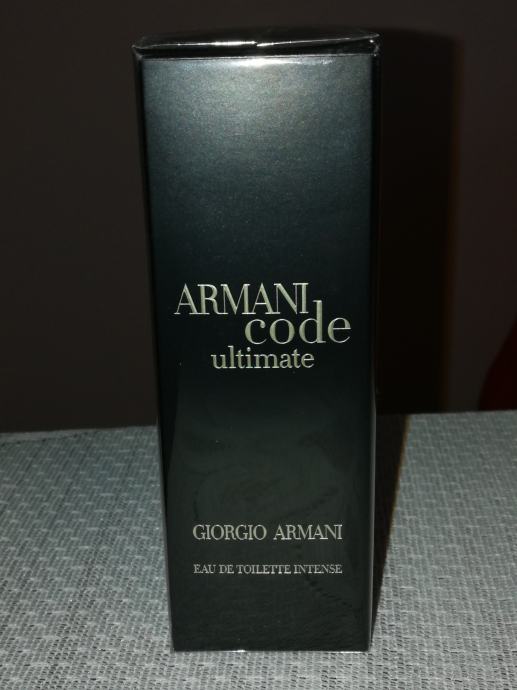 ARMANI
code
ultimate
GIORGIO ARMANI
EAU DE TOILETTE INTENSE